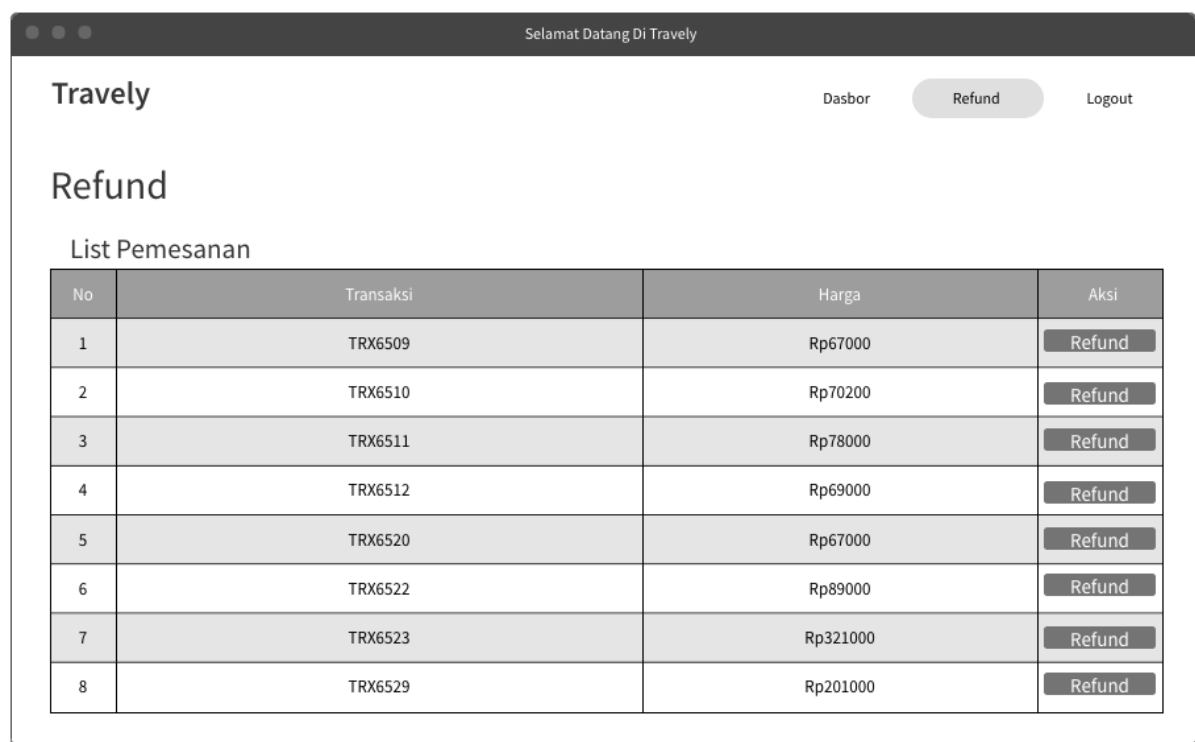 Selamat Datang Di Travely
Travely Dasbor Refund Logout
Refund
List Pemesanan
No Transaksi Harga Aksi
1 TRX6509 Rp67000 Refund
2 TRX6510 Rp70200 Refund
3 TRX6511 Rp78000 Refund
4 TRX6512 Rp69000 Refund
5 TRX6520 Rp67000 Refund
6 TRX6522 Rp89000 Refund
7 TRX6523 Rp321000 Refund
8 TRX6529 Rp201000 Refund